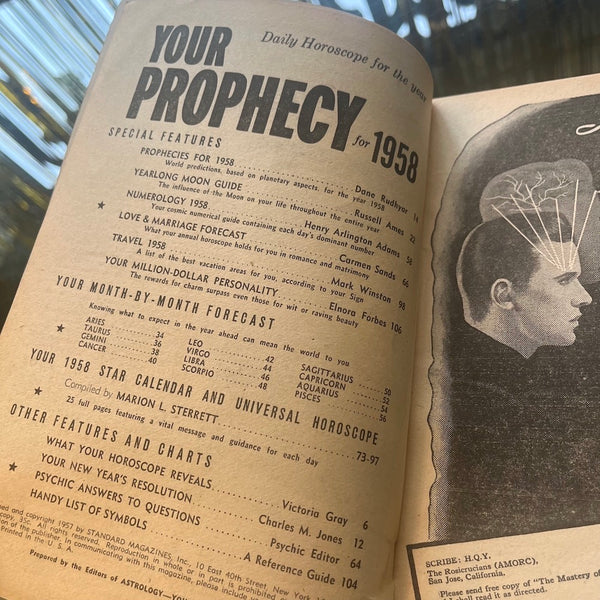 YOUR
Daily Horoscope for the year
PROPHECY for 1958
SPECIAL FEATURES
PROPHECIES FOR 1958 Dane Rudhyar 14
World predictions, based on planetary aspects, for the year 1958
YEARLONG MOON GUIDE Russell Ames 22
The influence of the Moon on your life throughout the entire year
★ NUMEROLOGY 1958 Henry Arlington Adams 58
Your cosmic numerical guide containing each day's dominant number
LOVE & MARRIAGE FORECAST Carmen Sands 66
What your annual horoscope holds for you in romance and matrimony
TRAVEL 1958 Mark Winston 98
A list of the best vacation areas for you, according to your Sign
★ YOUR MILLION-DOLLAR PERSONALITY Elnora Forbes 106
The rewards for charm surpass even those for wit or raving beauty
YOUR MONTH-BY-MONTH FORECAST
Knowing what to expect in the year ahead can mean the world to you
★ ARIES 34 LEO 42 SAGITTARIUS 50
TAURUS 36 VIRGO 44 CAPRICORN 52
GEMINI 38 LIBRA 46 AQUARIUS 54
CANCER 40 SCORPIO 48 PISCES 56
YOUR 1958 STAR CALENDAR AND UNIVERSAL HOROSCOPE
★ Compiled by MARION L. STERRETT 73-97
25 full pages featuring a vital message and guidance for each day
OTHER FEATURES AND CHARTS
WHAT YOUR HOROSCOPE REVEALS Victoria Gray 6
★ YOUR NEW YEAR'S RESOLUTION Charles M. Jones 12
PSYCHIC ANSWERS TO QUESTIONS Psychic Editor 64
★ HANDY LIST OF SYMBOLS A Reference Guide 104
and copyright 1957 by STANDARD MAGAZINES, Inc., 10 East 40th Street, New York
35c. All rights reserved. Reproduction in whole or in part is prohibited
of the publisher. In communicating with this magazine, please include
Printed in the U. S. A.
Prepared by the Editors of ASTROLOGY—YO
SCRIBE: H.Q.Y.
The Rosicrucians (AMORC),
San Jose, California.
Please send free copy of "The Mastery of
shall read it as directed.